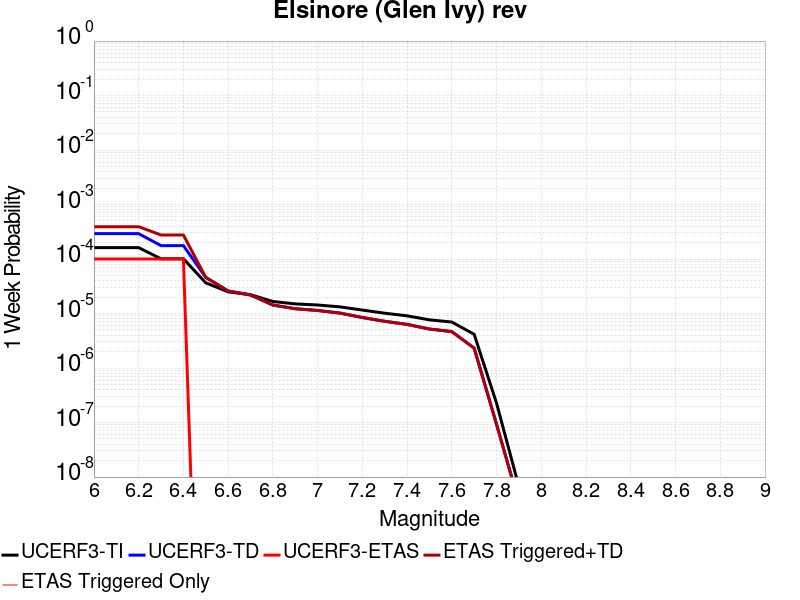 Elsinore (Glen Ivy) rev
10^0
10^-1
10^-2
10^-3
10^-4
10^-5
10^-6
10^-7
10^-8
1 Week Probability
6 6.2 6.4 6.6 6.8 7 7.2 7.4 7.6 7.8 8 8.2 8.4 8.6 8.8 9
Magnitude
UCERF3-TI UCERF3-TD UCERF3-ETAS ETAS Triggered+TD
ETAS Triggered Only